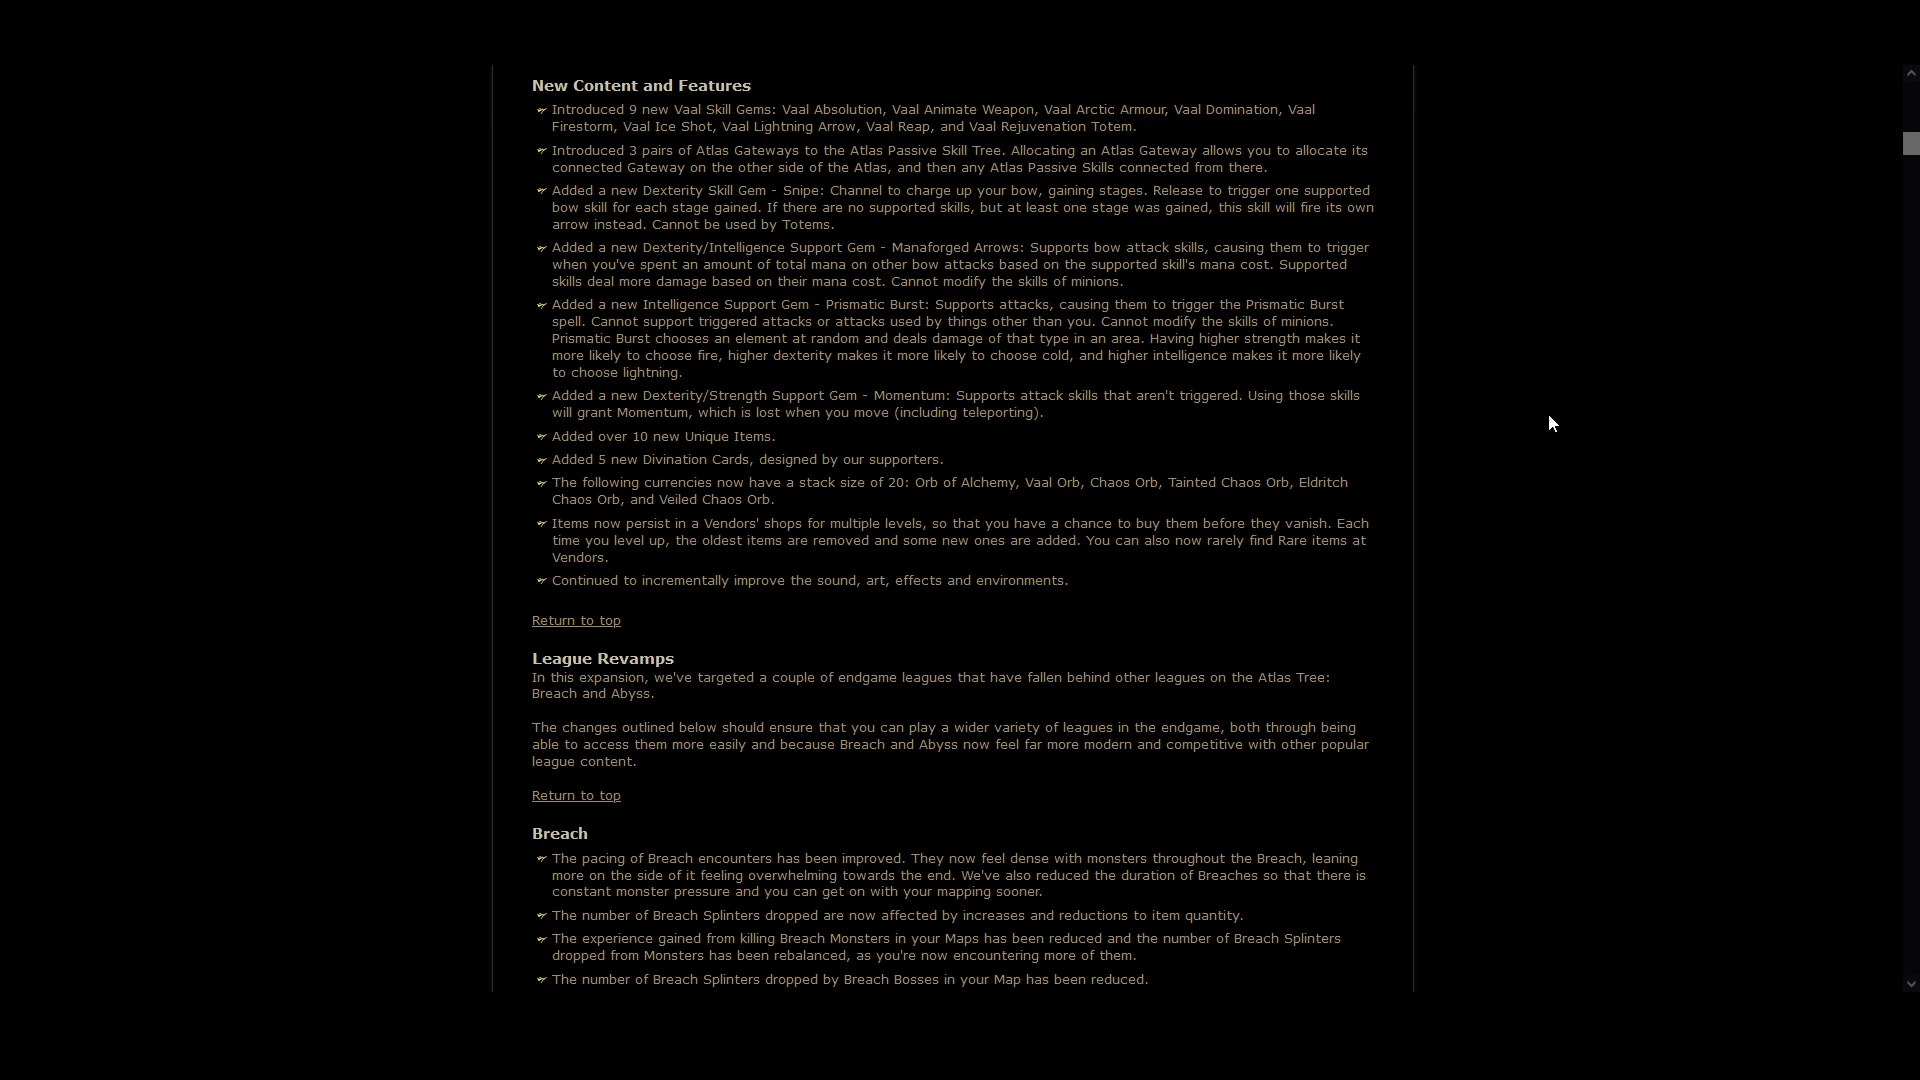 New Content and Features
Introduced 9 new Vaal Skill Gems: Vaal Absolution, Vaal Animate Weapon, Vaal Arctic Armour, Vaal Domination, Vaal
Firestorm, Vaal Ice Shot, Vaal Lightning Arrow, Vaal Reap, and Vaal Rejuvenation Totem.
Introduced 3 pairs of Atlas Gateways to the Atlas Passive Skill Tree. Allocating an Atlas Gateway allows you to allocate its
connected Gateway on the other side of the Atlas, and then any Atlas Passive Skills connected from there.
Added a new Dexterity Skill Gem - Snipe: Channel to charge up your bow, gaining stages. Release to trigger one supported
bow skill for each stage gained. If there are no supported skills, but at least one stage was gained, this skill will fire its own
arrow instead. Cannot be used by Totems.
Added a new Dexterity/Intelligence Support Gem - Manaforged Arrows: Supports bow attack skills, causing them to trigger
when you've spent an amount of total mana on other bow attacks based on the supported skill's mana cost. Supported
skills deal more damage based on their mana cost. Cannot modify the skills of minions.
Added a new Intelligence Support Gem - Prismatic Burst: Supports attacks, causing them to trigger the Prismatic Burst
spell. Cannot support triggered attacks or attacks used by things other than you. Cannot modify the skills of minions.
Prismatic Burst chooses an element at random and deals damage of that type in an area. Having higher strength makes it
more likely to choose fire, higher dexterity makes it more likely to choose cold, and higher intelligence makes it more likely
to choose lightning.
Added a new Dexterity/Strength Support Gem - Momentum: Supports attack skills that aren't triggered. Using those skills
will grant Momentum, which is lost when you move (including teleporting).
Added over 10 new Unique Items.
Added 5 new Divination Cards, designed by our supporters.
The following currencies now have a stack size of 20: Orb of Alchemy, Vaal Orb, Chaos Orb, Tainted Chaos Orb, Eldritch
Chaos Orb, and Veiled Chaos Orb.
Items now persist in a Vendors' shops for multiple levels, so that you have a chance to buy them before they vanish. Each
time you level up, the oldest items are removed and some new ones are added. You can also now rarely find Rare items at
Vendors.
Continued to incrementally improve the sound, art, effects and environments.
Return to top
League Revamps
In this expansion, we've targeted a couple of endgame leagues that have fallen behind other leagues on the Atlas Tree:
Breach and Abyss.
The changes outlined below should ensure that you can play a wider variety of leagues in the endgame, both through being
able to access them more easily and because Breach and Abyss now feel far more modern and competitive with other popular
league content.
Return to top
Breach
The pacing of Breach encounters has been improved. They now feel dense with monsters throughout the Breach, leaning
more on the side of it feeling overwhelming towards the end. We've also reduced the duration of Breaches so that there is
constant monster pressure and you can get on with your mapping sooner.
The number of Breach Splinters dropped are now affected by increases and reductions to item quantity.
The experience gained from killing Breach Monsters in your Maps has been reduced and the number of Breach Splinters
dropped from Monsters has been rebalanced, as you're now encountering more of them.
The number of Breach Splinters dropped by Breach Bosses in your Map has been reduced.